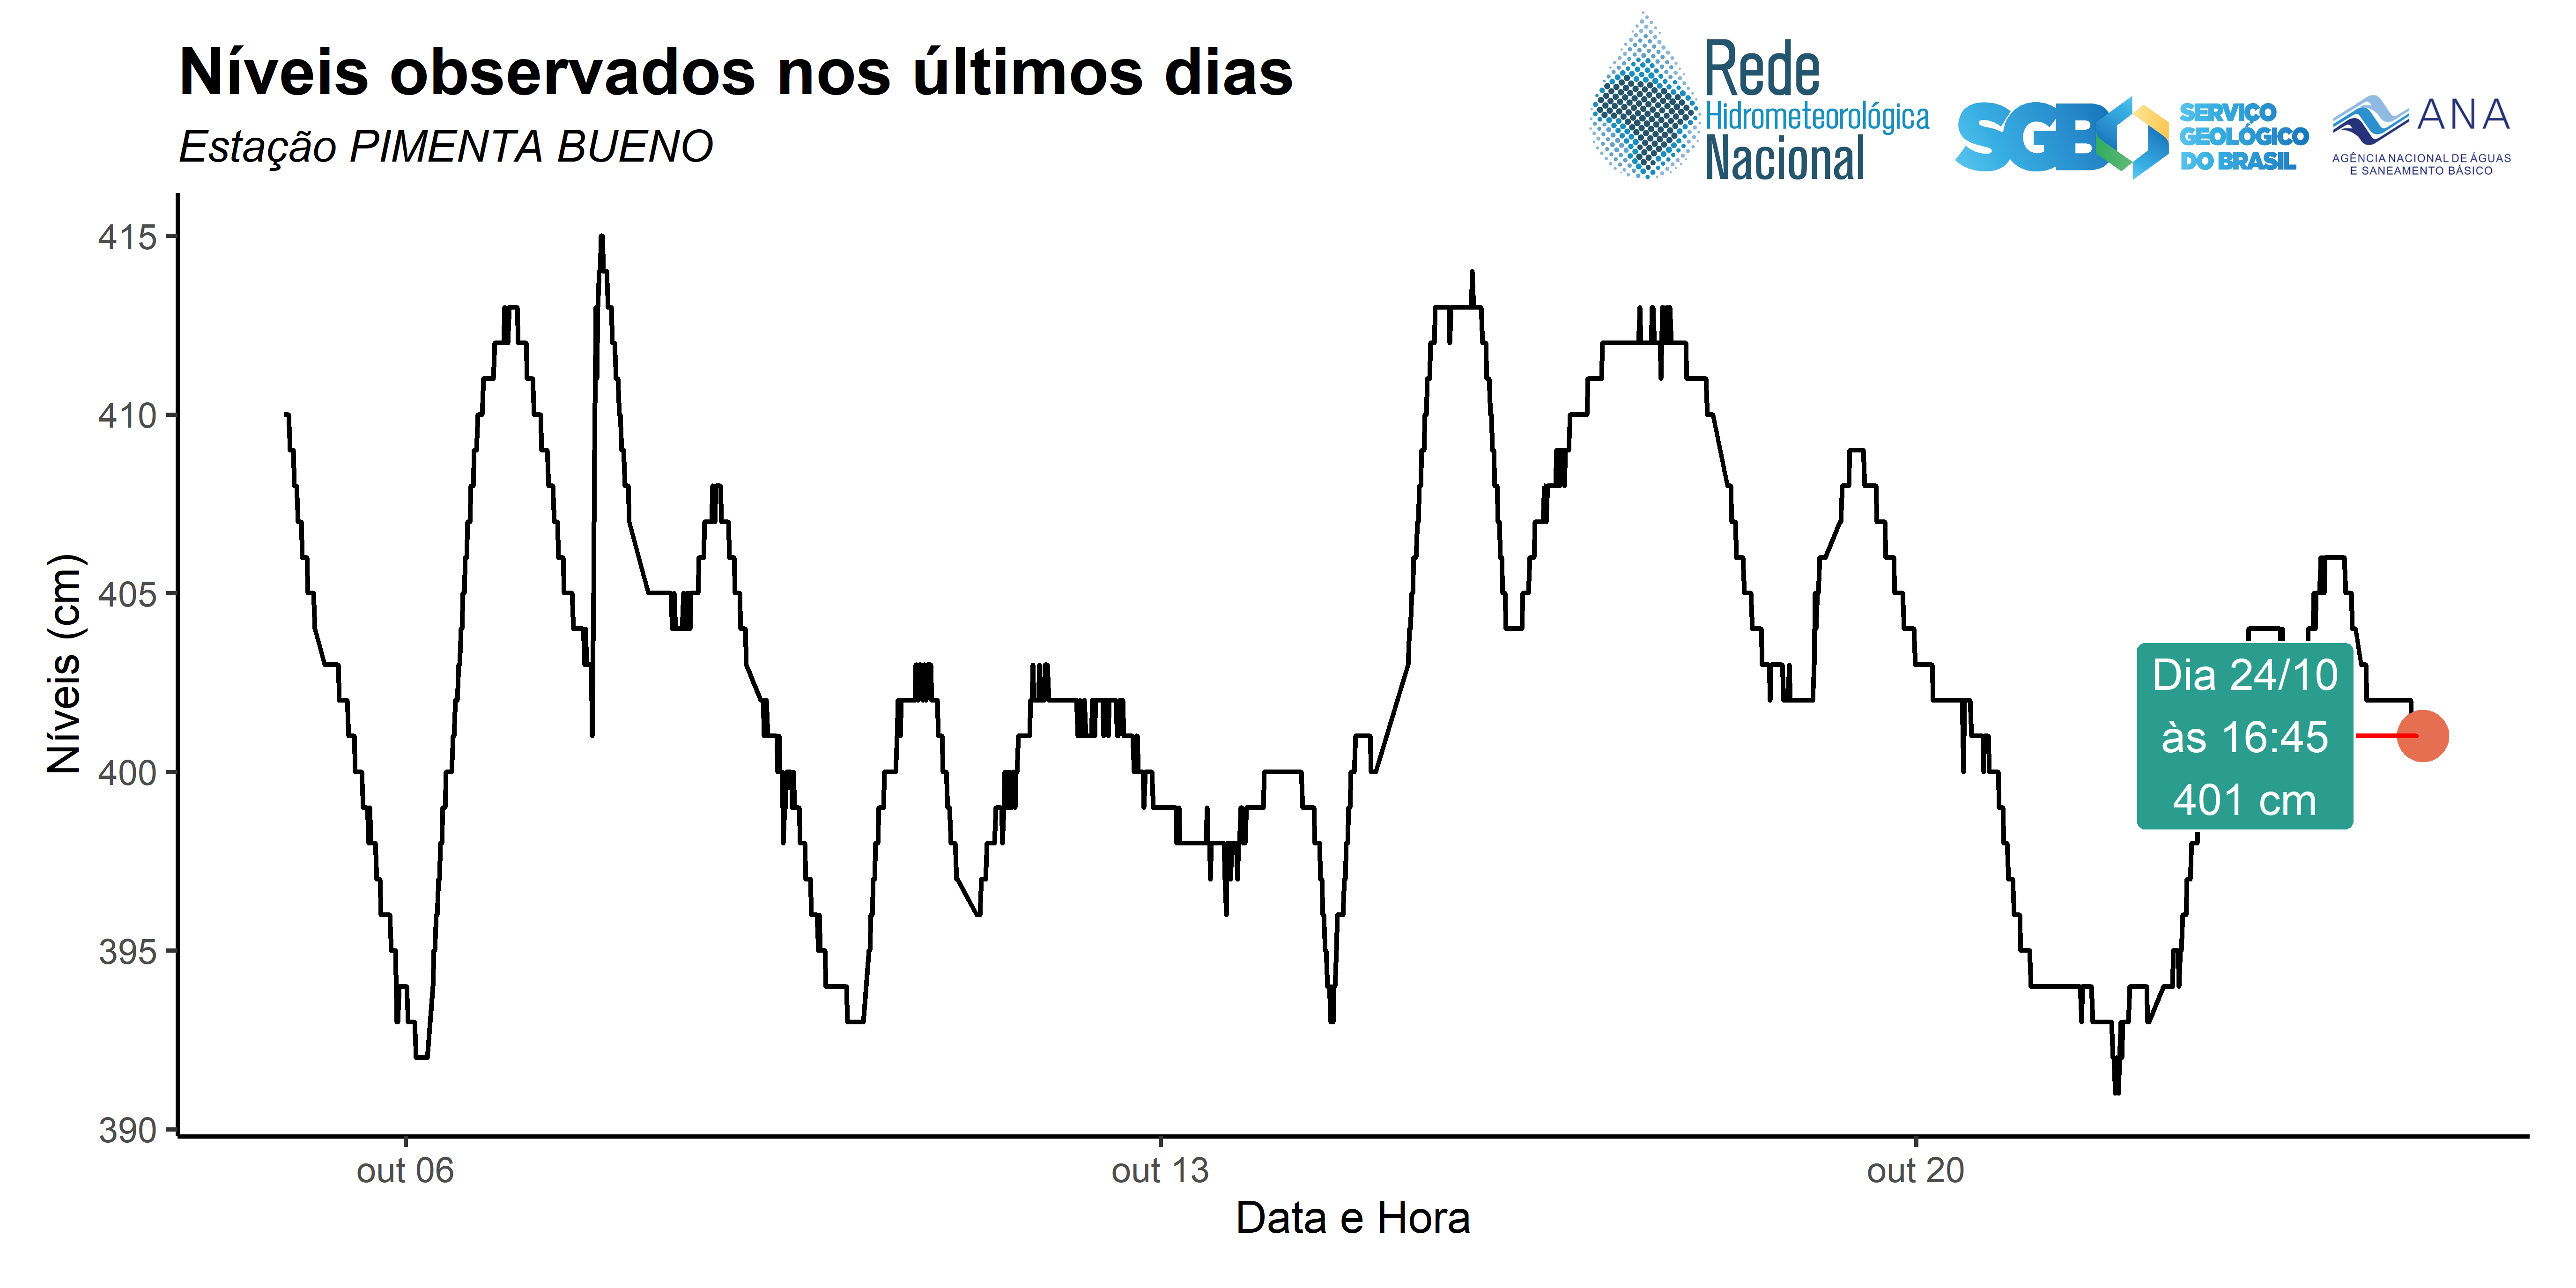 Níveis observados nos últimos dias
Estação PIMENTA BUENO
Rede
Hidrometeorológica
Nacional
SGB
SERVIÇO
GEOLÓGICO
DO BRASIL
ANA
AGÊNCIA NACIONAL DE ÁGUAS
E SANEAMENTO BÁSICO
Níveis (cm)
415
410
405
400
395
390
Dia 24/10
às 16:45
401 cm
out 06
out 13
out 20
Data e Hora